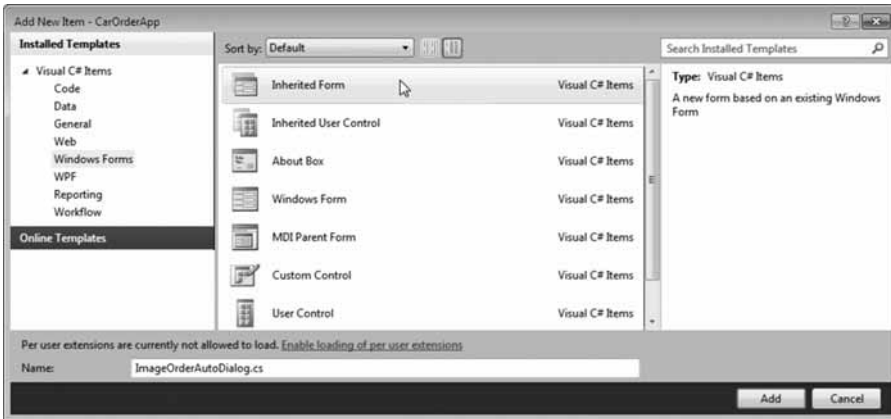 Add New Item - CarOrderApp
Installed Templates
Visual C# Items
Code
Data
General
Web
Windows Forms
WPF
Reporting
Workflow
Online Templates
Sort by: Default
Inherited Form Visual C# Items
Inherited User Control Visual C# Items
About Box Visual C# Items
Windows Form Visual C# Items
MDI Parent Form Visual C# Items
Custom Control Visual C# Items
User Control Visual C# Items
Search Installed Templates
Type: Visual C# Items
A new form based on an existing Windows
Form
Per user extensions are currently not allowed to load. Enable loading of per user extensions
Name: ImageOrderAutoDialog.cs
Add Cancel